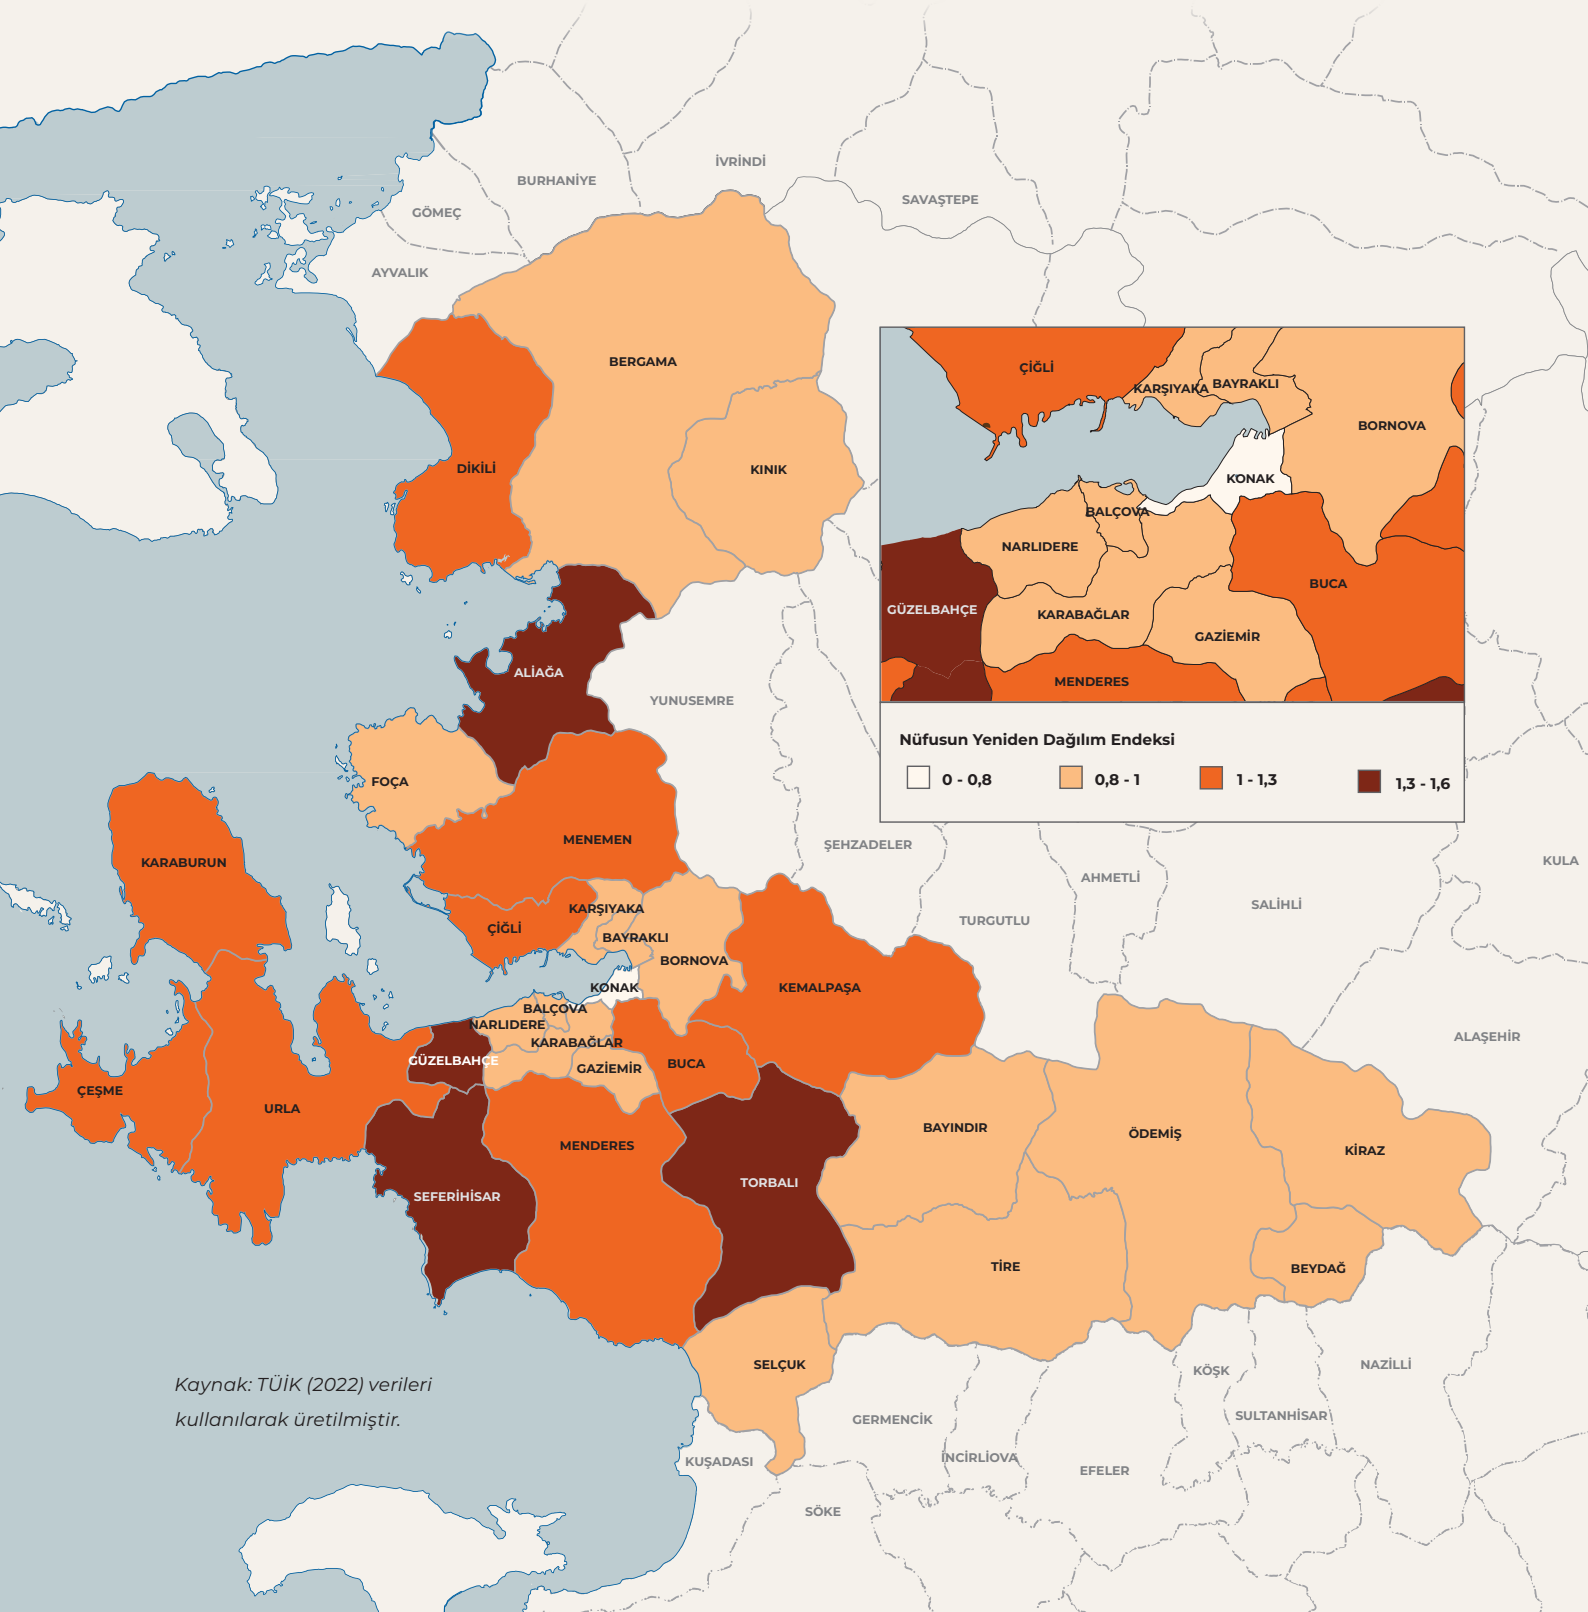 İVRİNDİ
BURHANİYE
SAVAŞTEPE
GÖMEÇ
AYVALIK
BERGAMA
DİKİLİ
KINIK
ALİAĞA
YUNUSEMRE
FOÇA
MENEMEN
KARABURUN
ŞEHZADELER
KULA
AHMETLİ
SALİHLİ
TURGUTLU
KARŞIYAKA
ÇİĞLİ
BAYRAKLI
BORNOVA
KONAK
KEMALPAŞA
BALÇOVA
NARLIDERE
KARABAĞLAR
ALAŞEHİR
GÜZELBAHÇE
GAZİEMİR
BUCA
ÇEŞME
URLA
MENDERES
BAYINDIR
ÖDEMİŞ
KİRAZ
SEFERİHİSAR
TORBALI
TİRE
BEYDAĞ
SELÇUK
KÖŞK
NAZİLLİ
GERMENCİK
SULTANHİSAR
KUŞADASI
İNCİRLİOVA
EFELER
SÖKE
ÇİĞLİ
KARŞIYAKA
BAYRAKLI
BORNOVA
KONAK
BALÇOVA
NARLIDERE
BUCA
GÜZELBAHÇE
KARABAĞLAR
GAZİEMİR
MENDERES
Nüfusun Yeniden Dağılım Endeksi
0 - 0,8
0,8 - 1
1 - 1,3
1,3 - 1,6
Kaynak: TÜİK (2022) verileri
kullanılarak üretilmiştir.